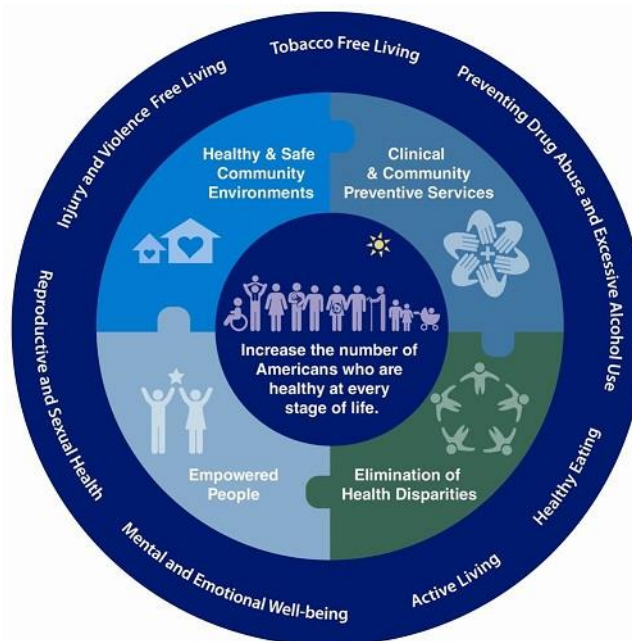 Tobacco Free Living
Preventing Drug Abuse and Excessive Alcohol Use
Healthy Eating
Active Living
Mental and Emotional Well-being
Reproductive and Sexual Health
Injury and Violence Free Living
Healthy & Safe
Community
Environments
Clinical
& Community
Preventive Services
Increase the number of
Americans who are
healthy at every
stage of life.
Empowered
People
Elimination of
Health Disparities